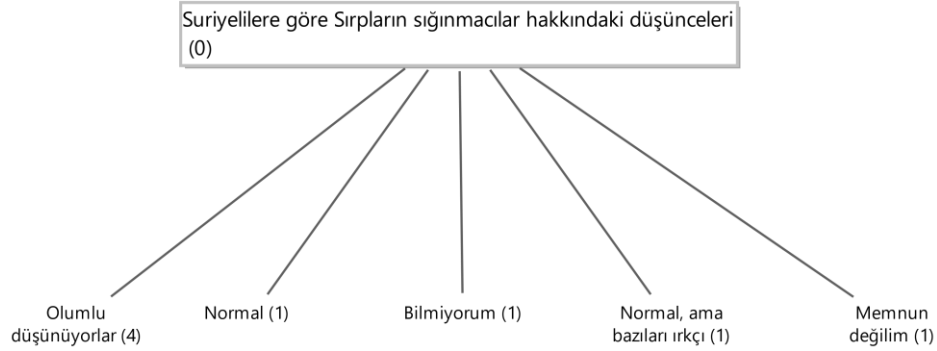 Suriyelilere göre Sırpların sığınmacılar hakkındaki düşünceleri
(0)
Olumlu
düşünüyorlar (4)
Normal (1)
Bilmiyorum (1)
Normal, ama
bazıları ırkçı (1)
Memnun
değilim (1)